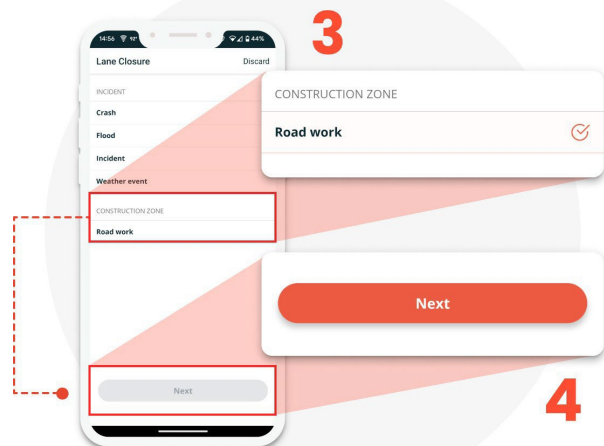 14:56 92° 44%
Lane Closure Discard
INCIDENT
Crash
Flood
Incident
Weather event
CONSTRUCTION ZONE
Road work
Next
3
CONSTRUCTION ZONE
Road work
Next
4